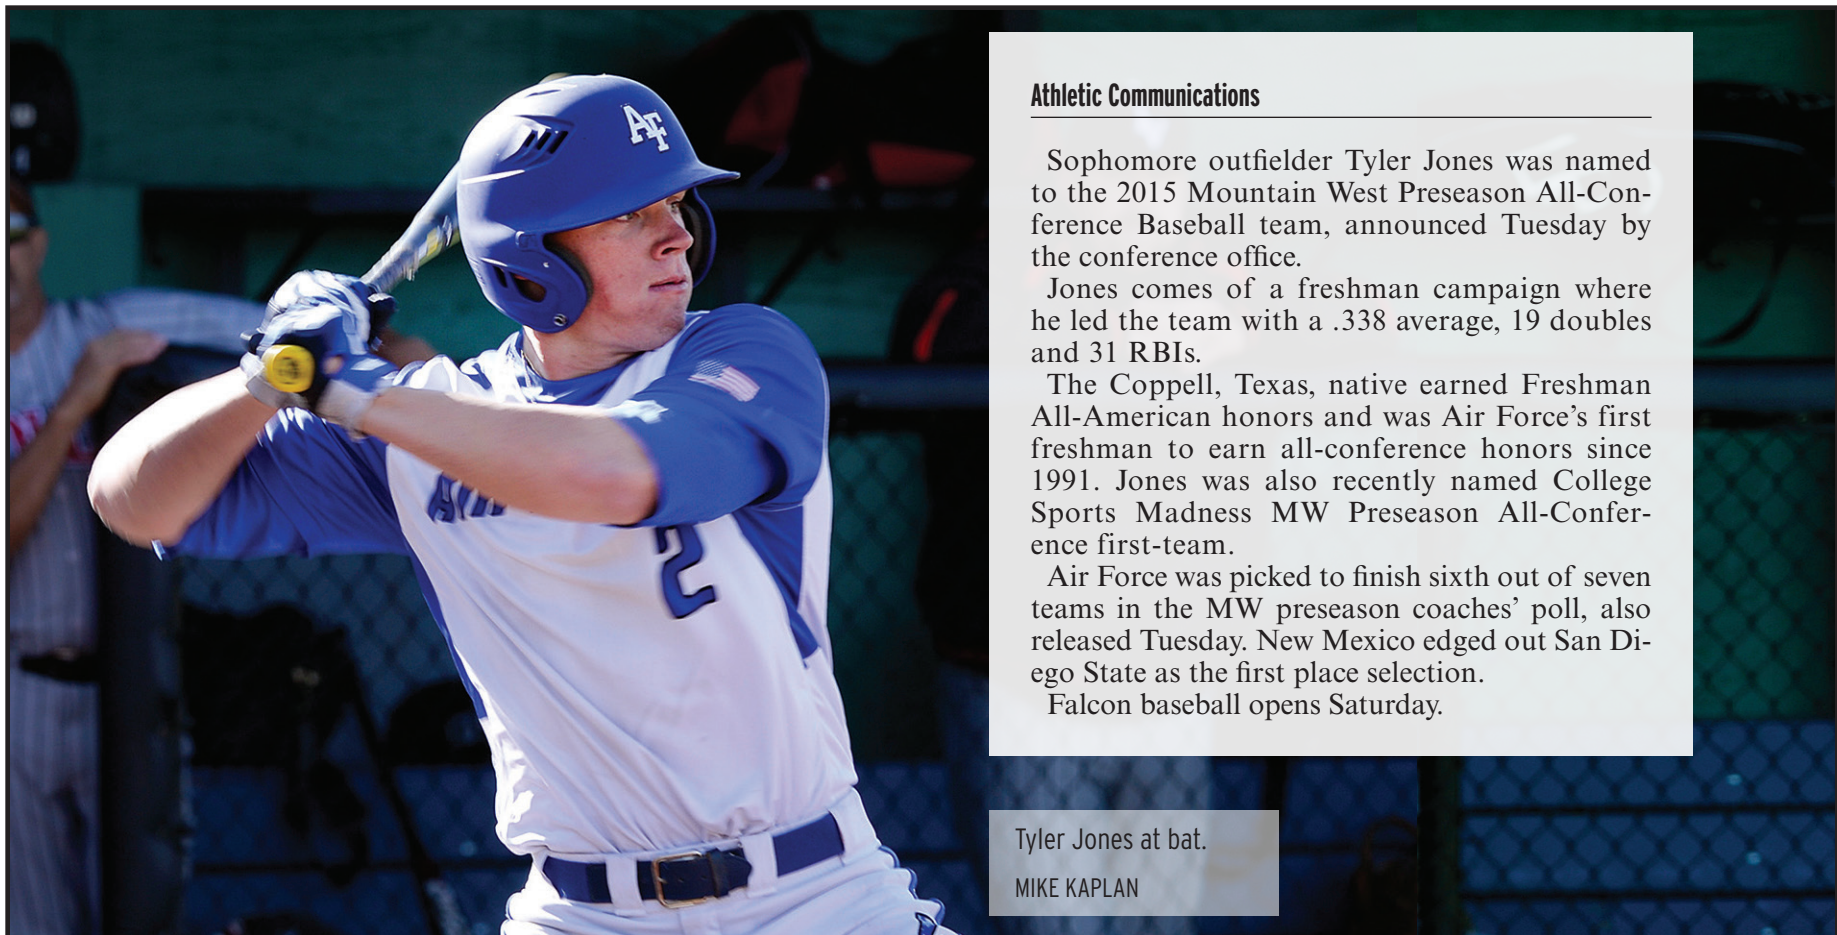 AF
2
Athletic Communications
Sophomore outfielder Tyler Jones was named
to the 2015 Mountain West Preseason All-Con-
ference Baseball team, announced Tuesday by
the conference office.
Jones comes of a freshman campaign where
he led the team with a .338 average, 19 doubles
and 31 RBIs.
The Coppell, Texas, native earned Freshman
All-American honors and was Air Force’s first
freshman to earn all-conference honors since
1991. Jones was also recently named College
Sports Madness MW Preseason All-Confer-
ence first-team.
Air Force was picked to finish sixth out of seven
teams in the MW preseason coaches’ poll, also
released Tuesday. New Mexico edged out San Di-
ego State as the first place selection.
Falcon baseball opens Saturday.
Tyler Jones at bat.
MIKE KAPLAN